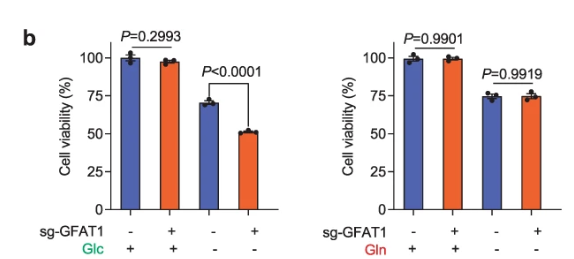 b
P=0.2993
P<0.0001
Cell viability (%)
100
75
50
25
0
sg-GFAT1 - + - +
Glc + + - -
P=0.9901
P=0.9919
Cell viability (%)
100
75
50
25
0
sg-GFAT1 - + - +
Gln + + - -